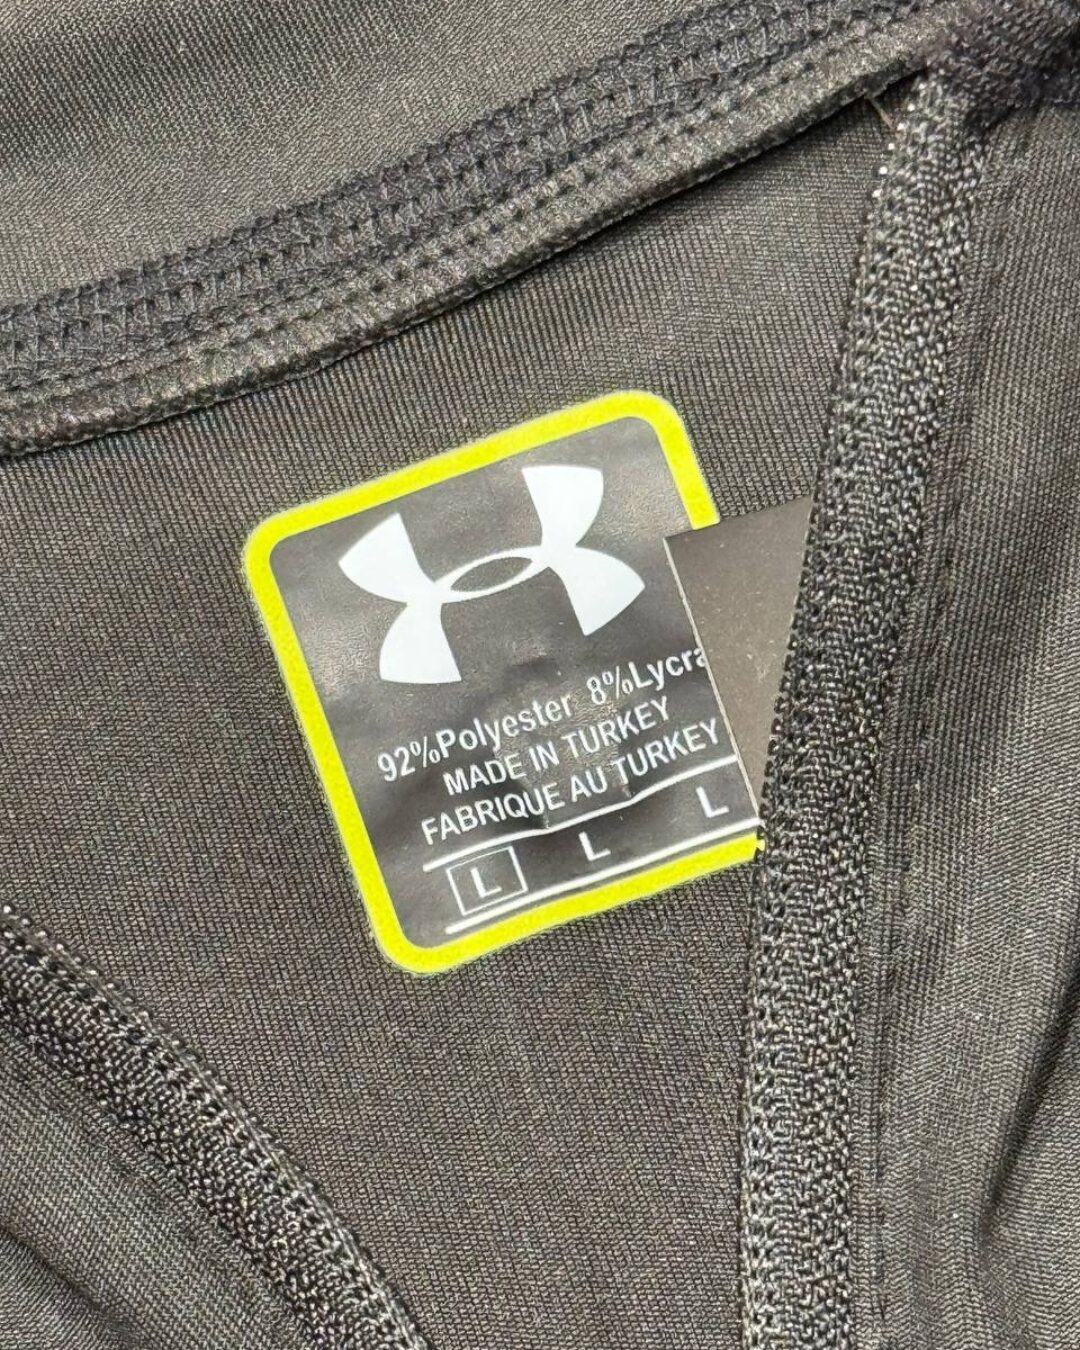 92%Polyester 8%Lycra
MADE IN TURKEY
FABRIQUE AU TURKEY
L L L